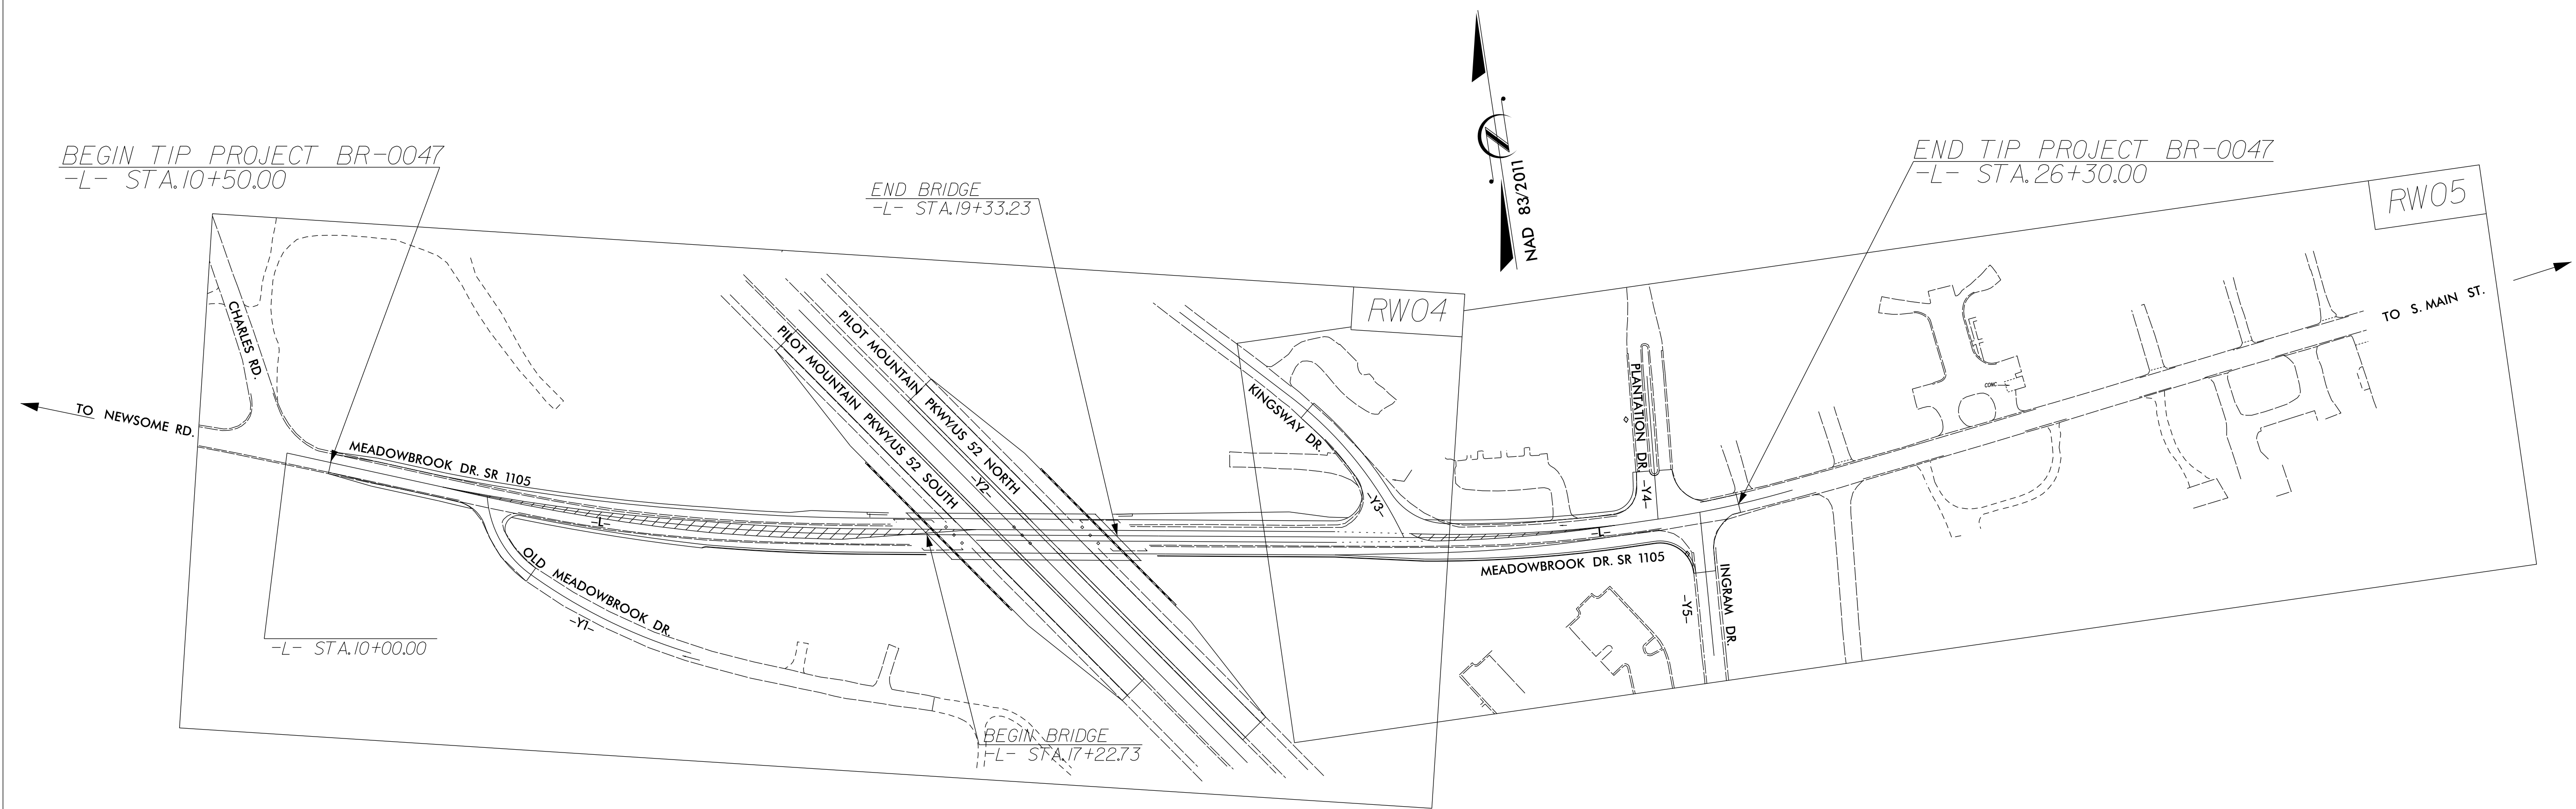 BEGIN TIP PROJECT BR-0047
-L- STA.10+50.00
END BRIDGE
-L- STA.19+33.23
NAD 83/2011
END TIP PROJECT BR-0047
-L- STA.26+30.00
RW05
RW04
TO S. MAIN ST.
CHARLES RD.
TO NEWSOME RD.
MEADOWBROOK DR. SR 1105
PILOT MOUNTAIN PKWY/US 52 NORTH
PILOT MOUNTAIN PKWY/US 52 SOUTH
-Y2-
KINGSWAY DR.
-Y3-
PLANTATION DR.
-Y4-
CONC
-L-
-L-
MEADOWBROOK DR. SR 1105
OLD MEADOWBROOK DR.
-Y1-
INGRAM DR.
-Y5-
-L- STA.10+00.00
BEGIN BRIDGE
-L- STA.17+22.73